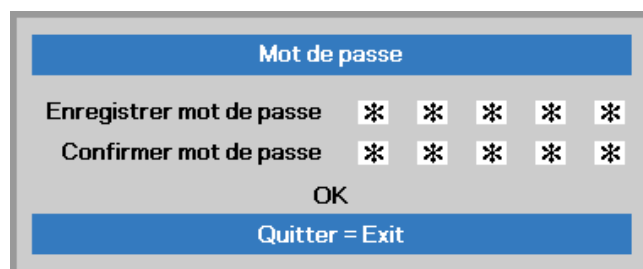 Mot de passe
Enregistrer mot de passe * * * * *
Confirmer mot de passe * * * * *
OK
Quitter = Exit